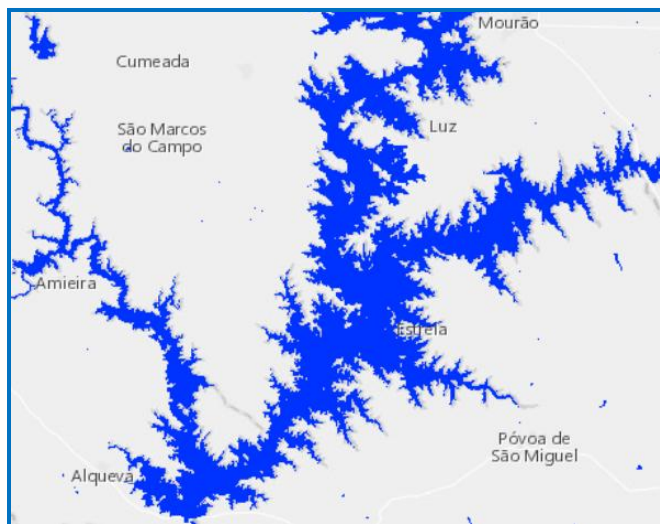 Mourão
Cumeada
São Marcos
do Campo
Luz
Amieira
Estrela
Póvoa de
São Miguel
Alqueva